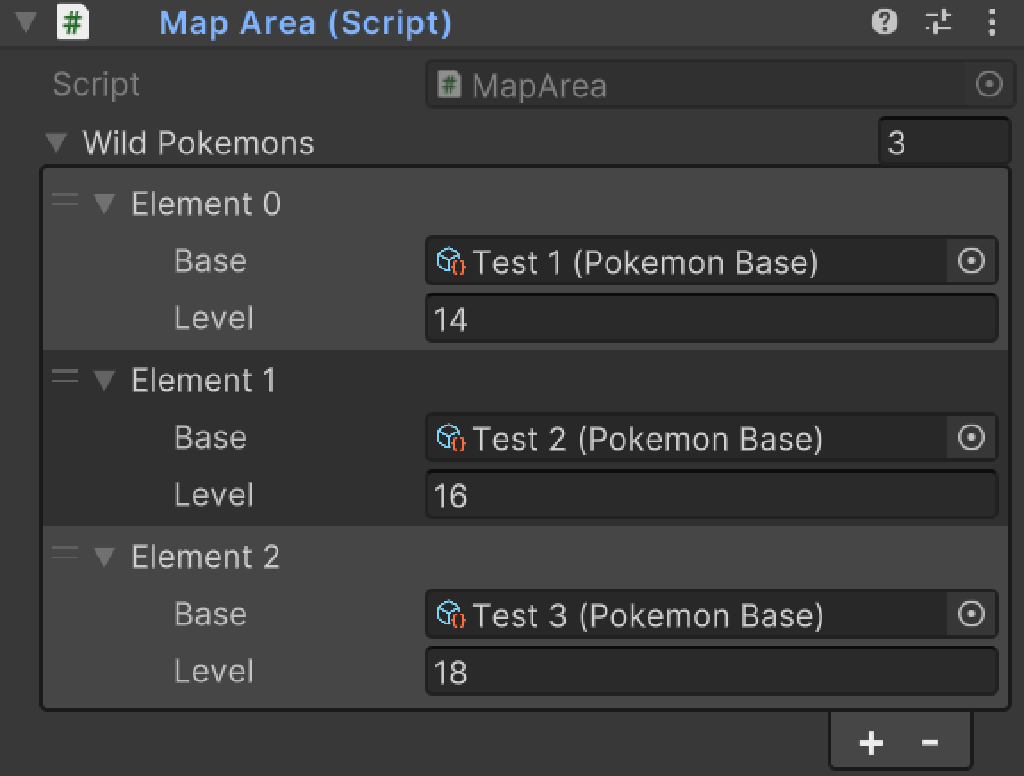 Map Area (Script)
Script MapArea
Wild Pokemons 3
Element 0
Base Test 1 (Pokemon Base)
Level 14
Element 1
Base Test 2 (Pokemon Base)
Level 16
Element 2
Base Test 3 (Pokemon Base)
Level 18
+ -